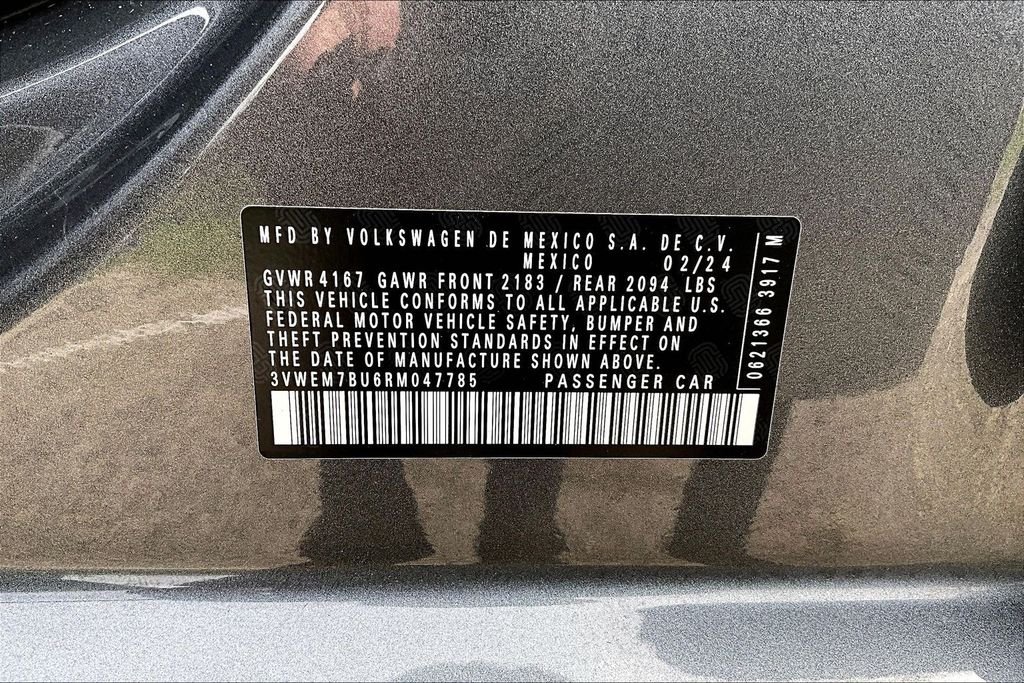 MFD BY VOLKSWAGEN DE MEXICO S.A. DE C.V.
MEXICO 02/24
GVWR 4167 GAWR FRONT 2183 / REAR 2094 LBS
THIS VEHICLE CONFORMS TO ALL APPLICABLE U.S.
FEDERAL MOTOR VEHICLE SAFETY, BUMPER AND
THEFT PREVENTION STANDARDS IN EFFECT ON
THE DATE OF MANUFACTURE SHOWN ABOVE.
3VWEM7BU6RM047785 PASSENGER CAR
0621366 3917 M